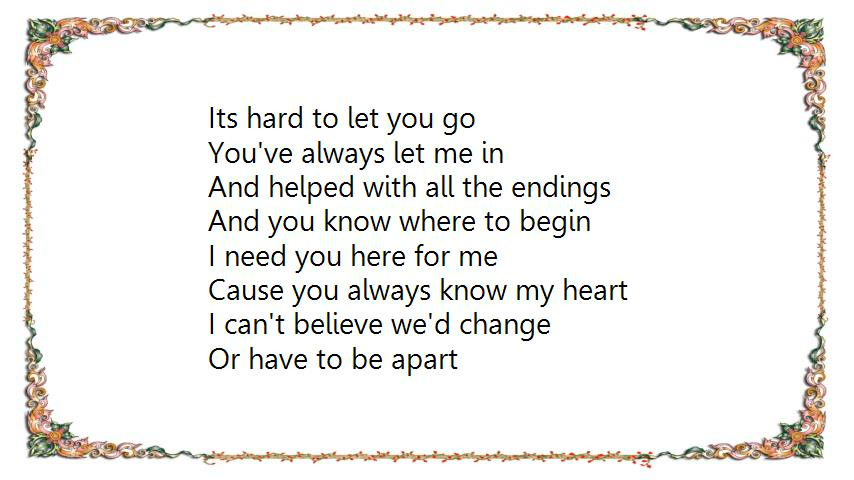 Its hard to let you go
You've always let me in
And helped with all the endings
And you know where to begin
I need you here for me
Cause you always know my heart
I can't believe we'd change
Or have to be apart